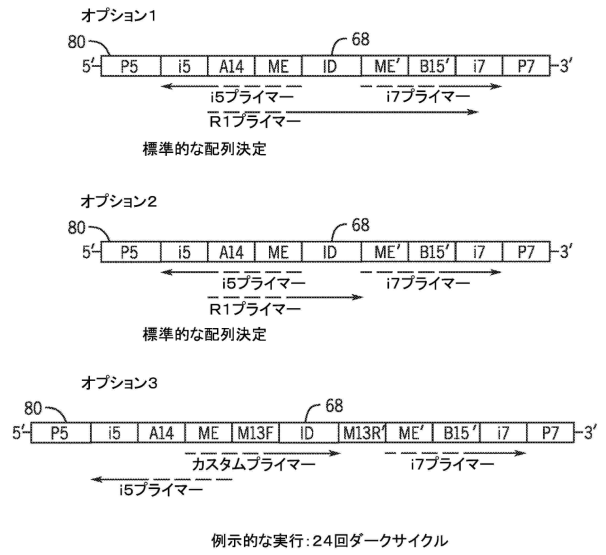 オプション1
80 68
5′ P5 i5 A14 ME ID ME′ B15′ i7 P7 3′
i5プライマー i7プライマー
R1プライマー
標準的な配列決定
オプション2
80 68
5′ P5 i5 A14 ME ID ME′ B15′ i7 P7 3′
i5プライマー i7プライマー
R1プライマー
標準的な配列決定
オプション3
80 68
5′ P5 i5 A14 ME M13F ID M13R′ ME′ B15′ i7 P7 3′
カスタムプライマー i7プライマー
i5プライマー
例示的な実行:24回ダークサイクル